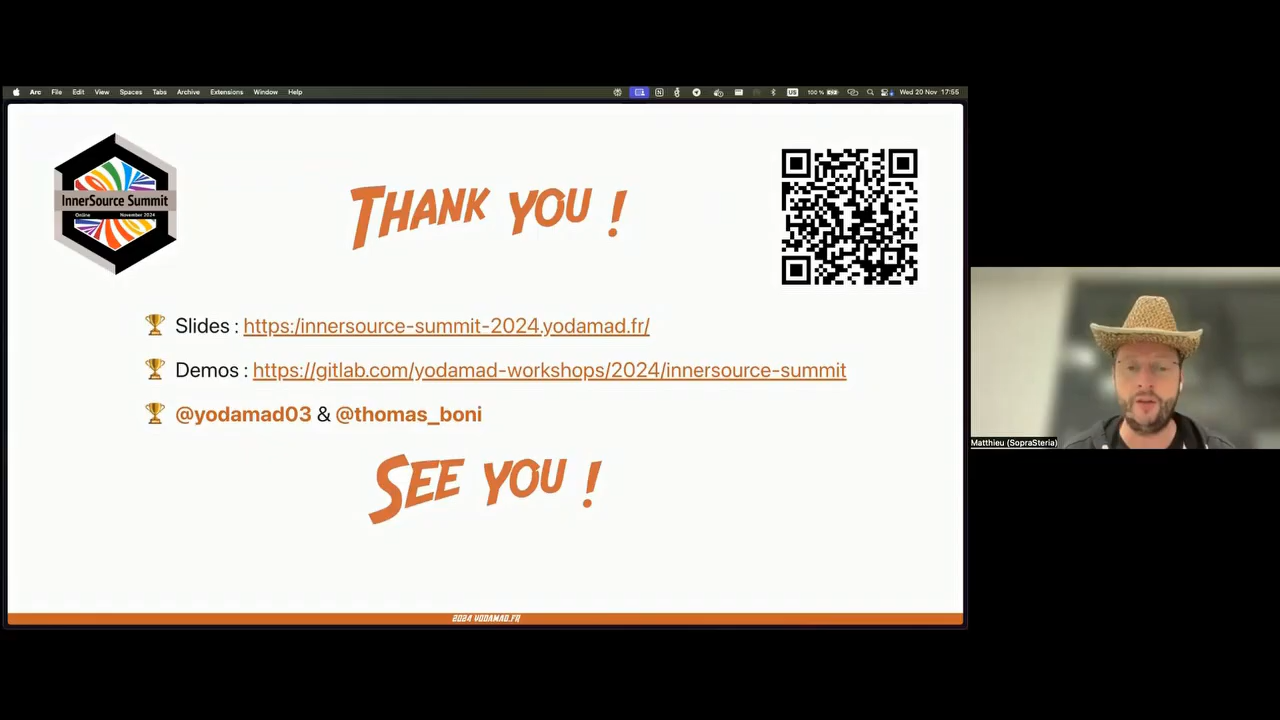 Arc File Edit View Spaces Tabs Archive Extensions Window Help
US 100 % Wed 20 Nov 17:55
InnerSource Summit
Online November 2024
THANK YOU !
Slides : https:/innersource-summit-2024.yodamad.fr/
Demos : https://gitlab.com/yodamad-workshops/2024/innersource-summit
@yodamad03 & @thomas_boni
SEE YOU !
2024 YODAMAD.FR
Matthieu (SopraSteria)